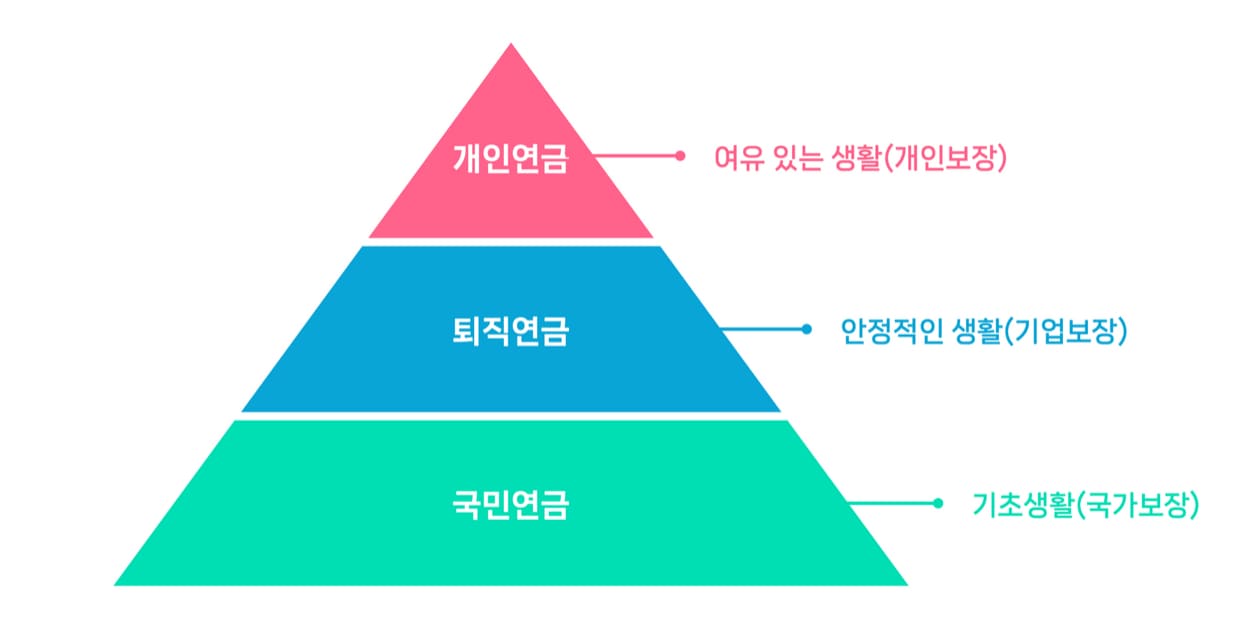 개인연금
여유 있는 생활(개인보장)
퇴직연금
안정적인 생활(기업보장)
국민연금
기초생활(국가보장)